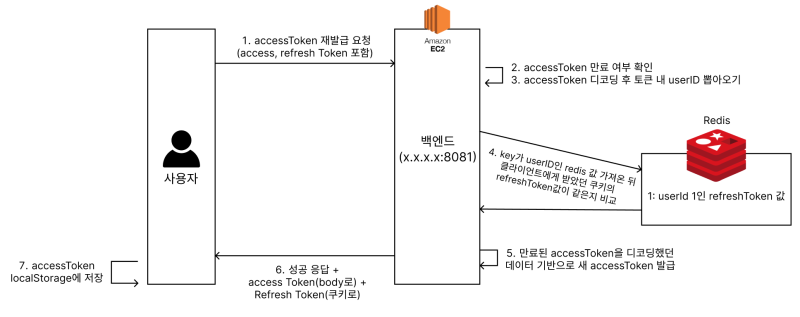 1. accessToken 재발급 요청
(access, refresh Token 포함)
Amazon
EC2
2. accessToken 만료 여부 확인
3. accessToken 디코딩 후 토큰 내 userID 뽑아오기
사용자
백엔드
(x.x.x.x:8081)
4. key가 userID인 redis 값 가져온 뒤
클라이언트에게 받았던 쿠키의
refreshToken값이 같은지 비교
Redis
1: userId 1인 refreshToken 값
5. 만료된 accessToken을 디코딩했던
데이터 기반으로 새 accessToken 발급
6. 성공 응답 +
access Token(body로) +
Refresh Token(쿠키로)
7. accessToken
localStorage에 저장